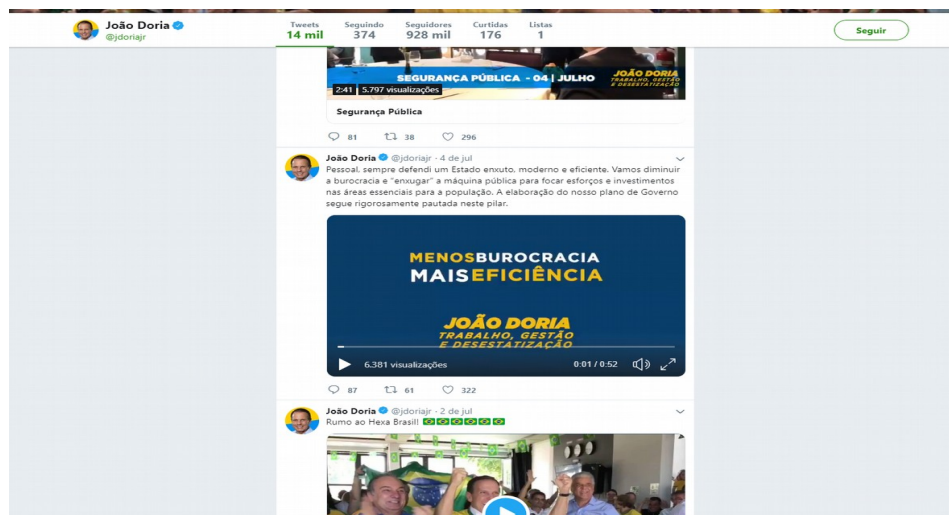 João Doria
@jdoriajr
Tweets Seguindo Seguidores Curtidas Listas
14 mil 374 928 mil 176 1
Seguir
SEGURANÇA PÚBLICA - 04 | JULHO
JOÃO DORIA
TRABALHO, GESTÃO
E DESESTATIZAÇÃO
2:41 5.797 visualizações
Segurança Pública
81 38 296
João Doria @jdoriajr - 4 de jul
Pessoal, sempre defendi um Estado enxuto, moderno e eficiente. Vamos diminuir
a burocracia e "enxugar" a máquina pública para focar esforços e investimentos
nas áreas essenciais para a população. A elaboração do nosso plano de Governo
segue rigorosamente pautada neste pilar.
MENOSBUROCRACIA
MAISEFICIÊNCIA
JOÃO DORIA
TRABALHO, GESTÃO
E DESESTATIZAÇÃO
6.381 visualizações 0:01 / 0:52
87 61 322
João Doria @jdoriajr - 2 de jul
Rumo ao Hexa Brasil!